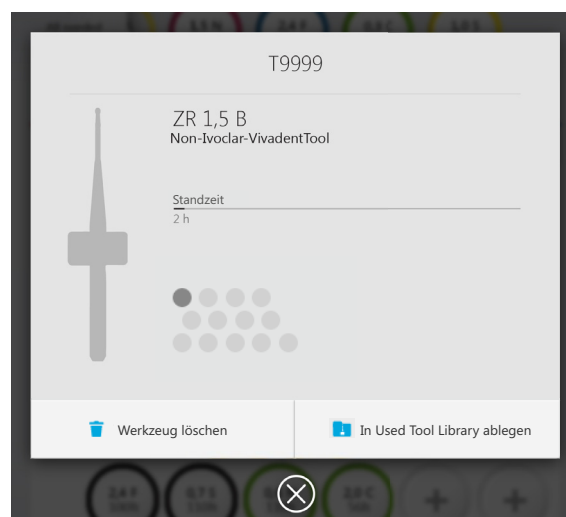 T9999
ZR 1,5 B
Non-Ivoclar-VivadentTool
Standzeit
2 h
Werkzeug löschen
In Used Tool Library ablegen